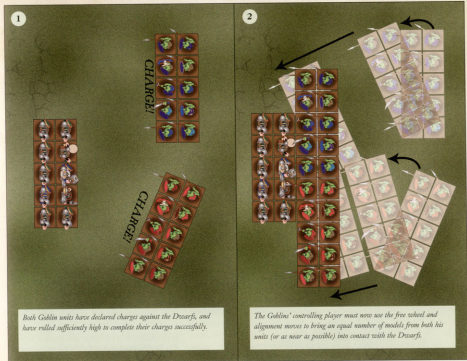 1
CHARGE!
CHARGE!
Both Goblin units have declared charges against the Dwarfs, and
have rolled sufficiently high to complete their charges successfully.
2
The Goblins' controlling player must now use the free wheel and
alignment moves to bring an equal number of models from both his
units (or as near as possible) into contact with the Dwarfs.